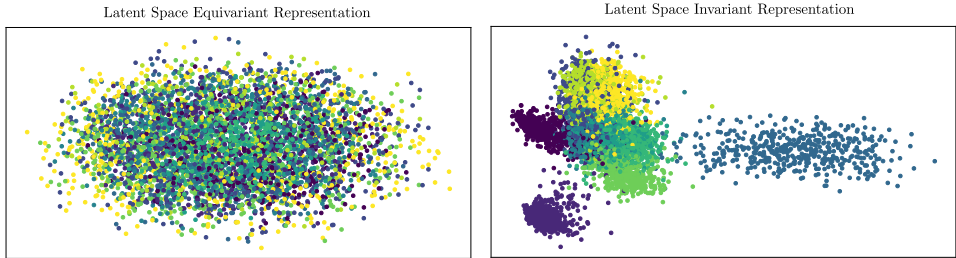 Latent Space Equivariant Representation
Latent Space Invariant Representation